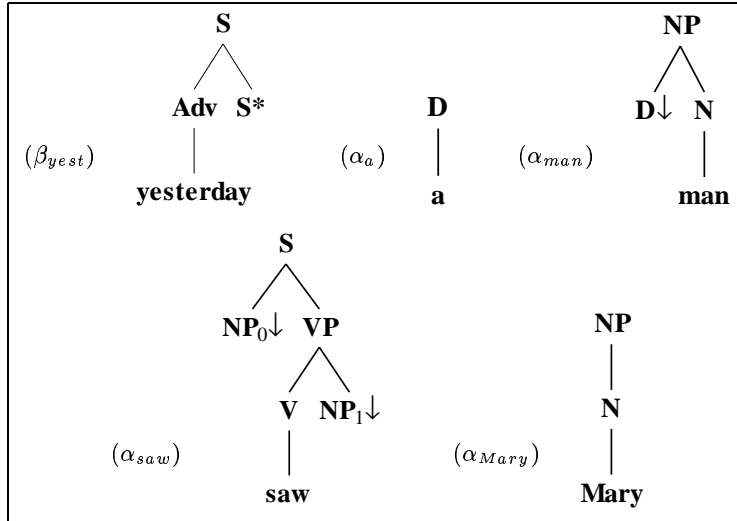 S
NP
Adv S*
D
D↓ N
(β_yest)
(α_a)
(α_man)
yesterday
a
man
S
NP₀↓ VP
NP
V NP₁↓
N
(α_saw)
(α_Mary)
saw
Mary